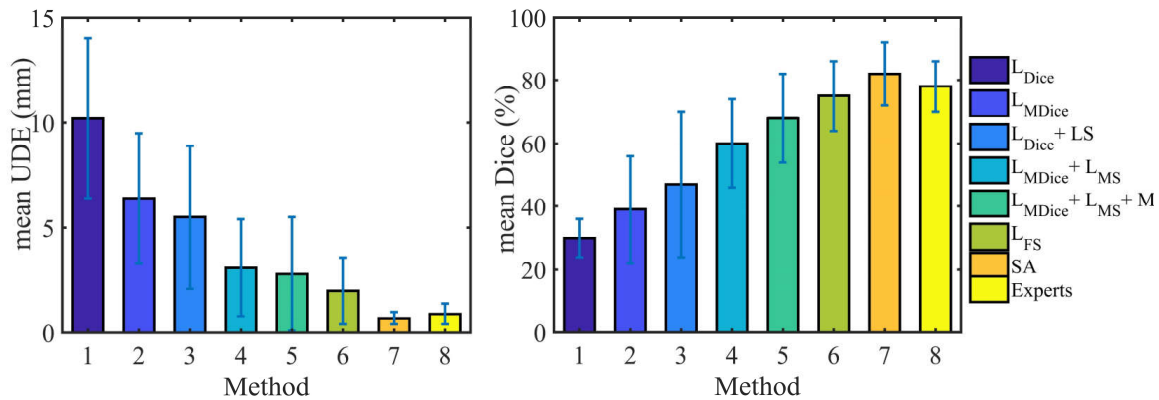 mean UDE (mm)
15
10
5
0
1 2 3 4 5 6 7 8
Method
mean Dice (%)
100
80
60
40
20
0
1 2 3 4 5 6 7 8
Method
L_Dice
L_MDice
L_Dice + LS
L_MDice + L_MS
L_MDice + L_MS + M
L_FS
SA
Experts